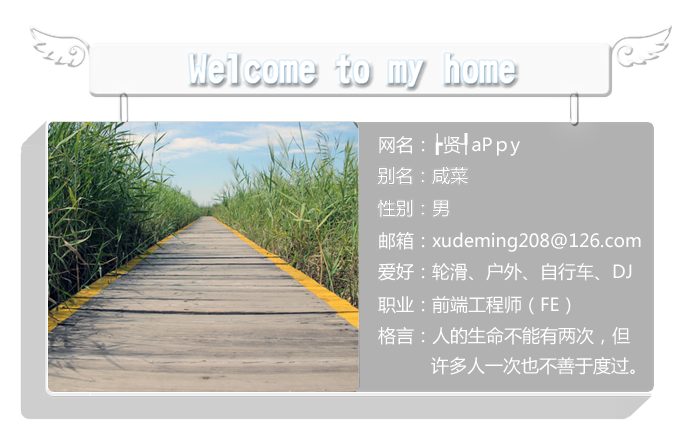 Welcome to my home
网名：┢贤┦aPpy
别名：咸菜
性别：男
邮箱：xudeming208@126.com
爱好：轮滑、户外、自行车、DJ
职业：前端工程师（FE）
格言：人的生命不能有两次，但
许多人一次也不善于度过。